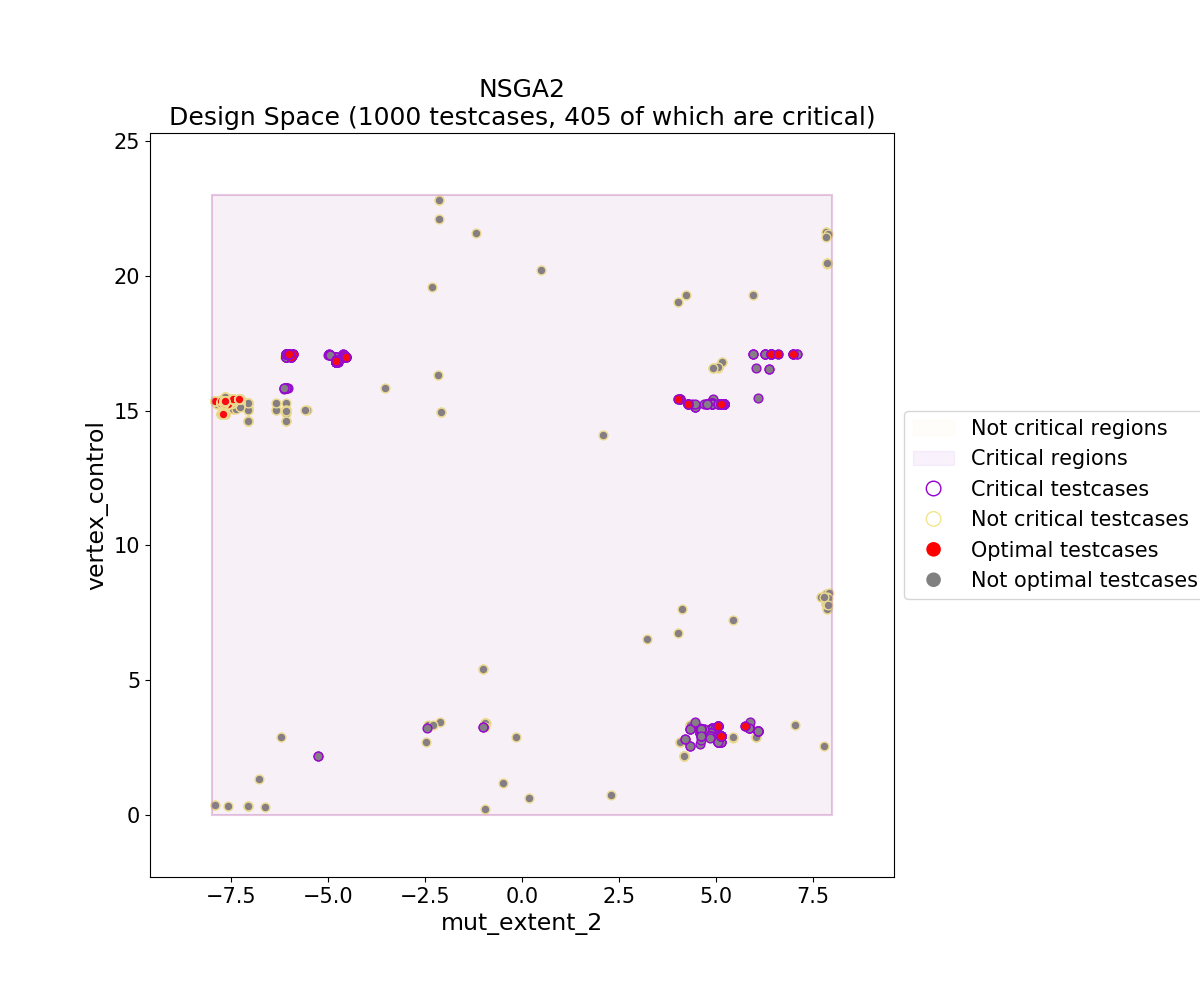 NSGA2
Design Space (1000 testcases, 405 of which are critical)
25
20
15
10
5
0
vertex_control
−7.5
−5.0
−2.5
0.0
2.5
5.0
7.5
mut_extent_2
Not critical regions
Critical regions
Critical testcases
Not critical testcases
Optimal testcases
Not optimal testcases